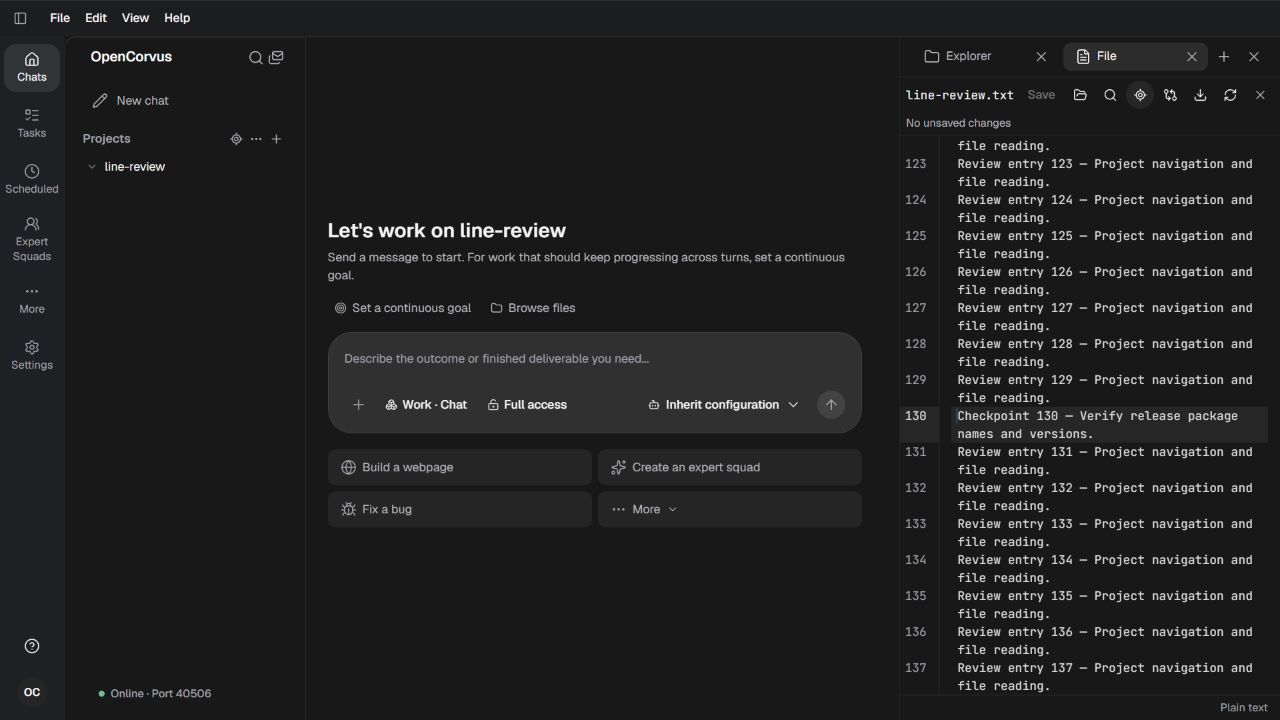 File Edit View Help
Chats
Tasks
Scheduled
Expert
Squads
More
Settings
OC
OpenCorvus
New chat
Projects
line-review
Online · Port 40506
Let's work on line-review
Send a message to start. For work that should keep progressing across turns, set a continuous
goal.
Set a continuous goal Browse files
Describe the outcome or finished deliverable you need...
Work · Chat Full access Inherit configuration
Build a webpage Create an expert squad
Fix a bug More
Explorer File
line-review.txt Save
No unsaved changes
file reading.
123 Review entry 123 — Project navigation and
file reading.
124 Review entry 124 — Project navigation and
file reading.
125 Review entry 125 — Project navigation and
file reading.
126 Review entry 126 — Project navigation and
file reading.
127 Review entry 127 — Project navigation and
file reading.
128 Review entry 128 — Project navigation and
file reading.
129 Review entry 129 — Project navigation and
file reading.
130 Checkpoint 130 — Verify release package
names and versions.
131 Review entry 131 — Project navigation and
file reading.
132 Review entry 132 — Project navigation and
file reading.
133 Review entry 133 — Project navigation and
file reading.
134 Review entry 134 — Project navigation and
file reading.
135 Review entry 135 — Project navigation and
file reading.
136 Review entry 136 — Project navigation and
file reading.
137 Review entry 137 — Project navigation and
file reading.
Plain text